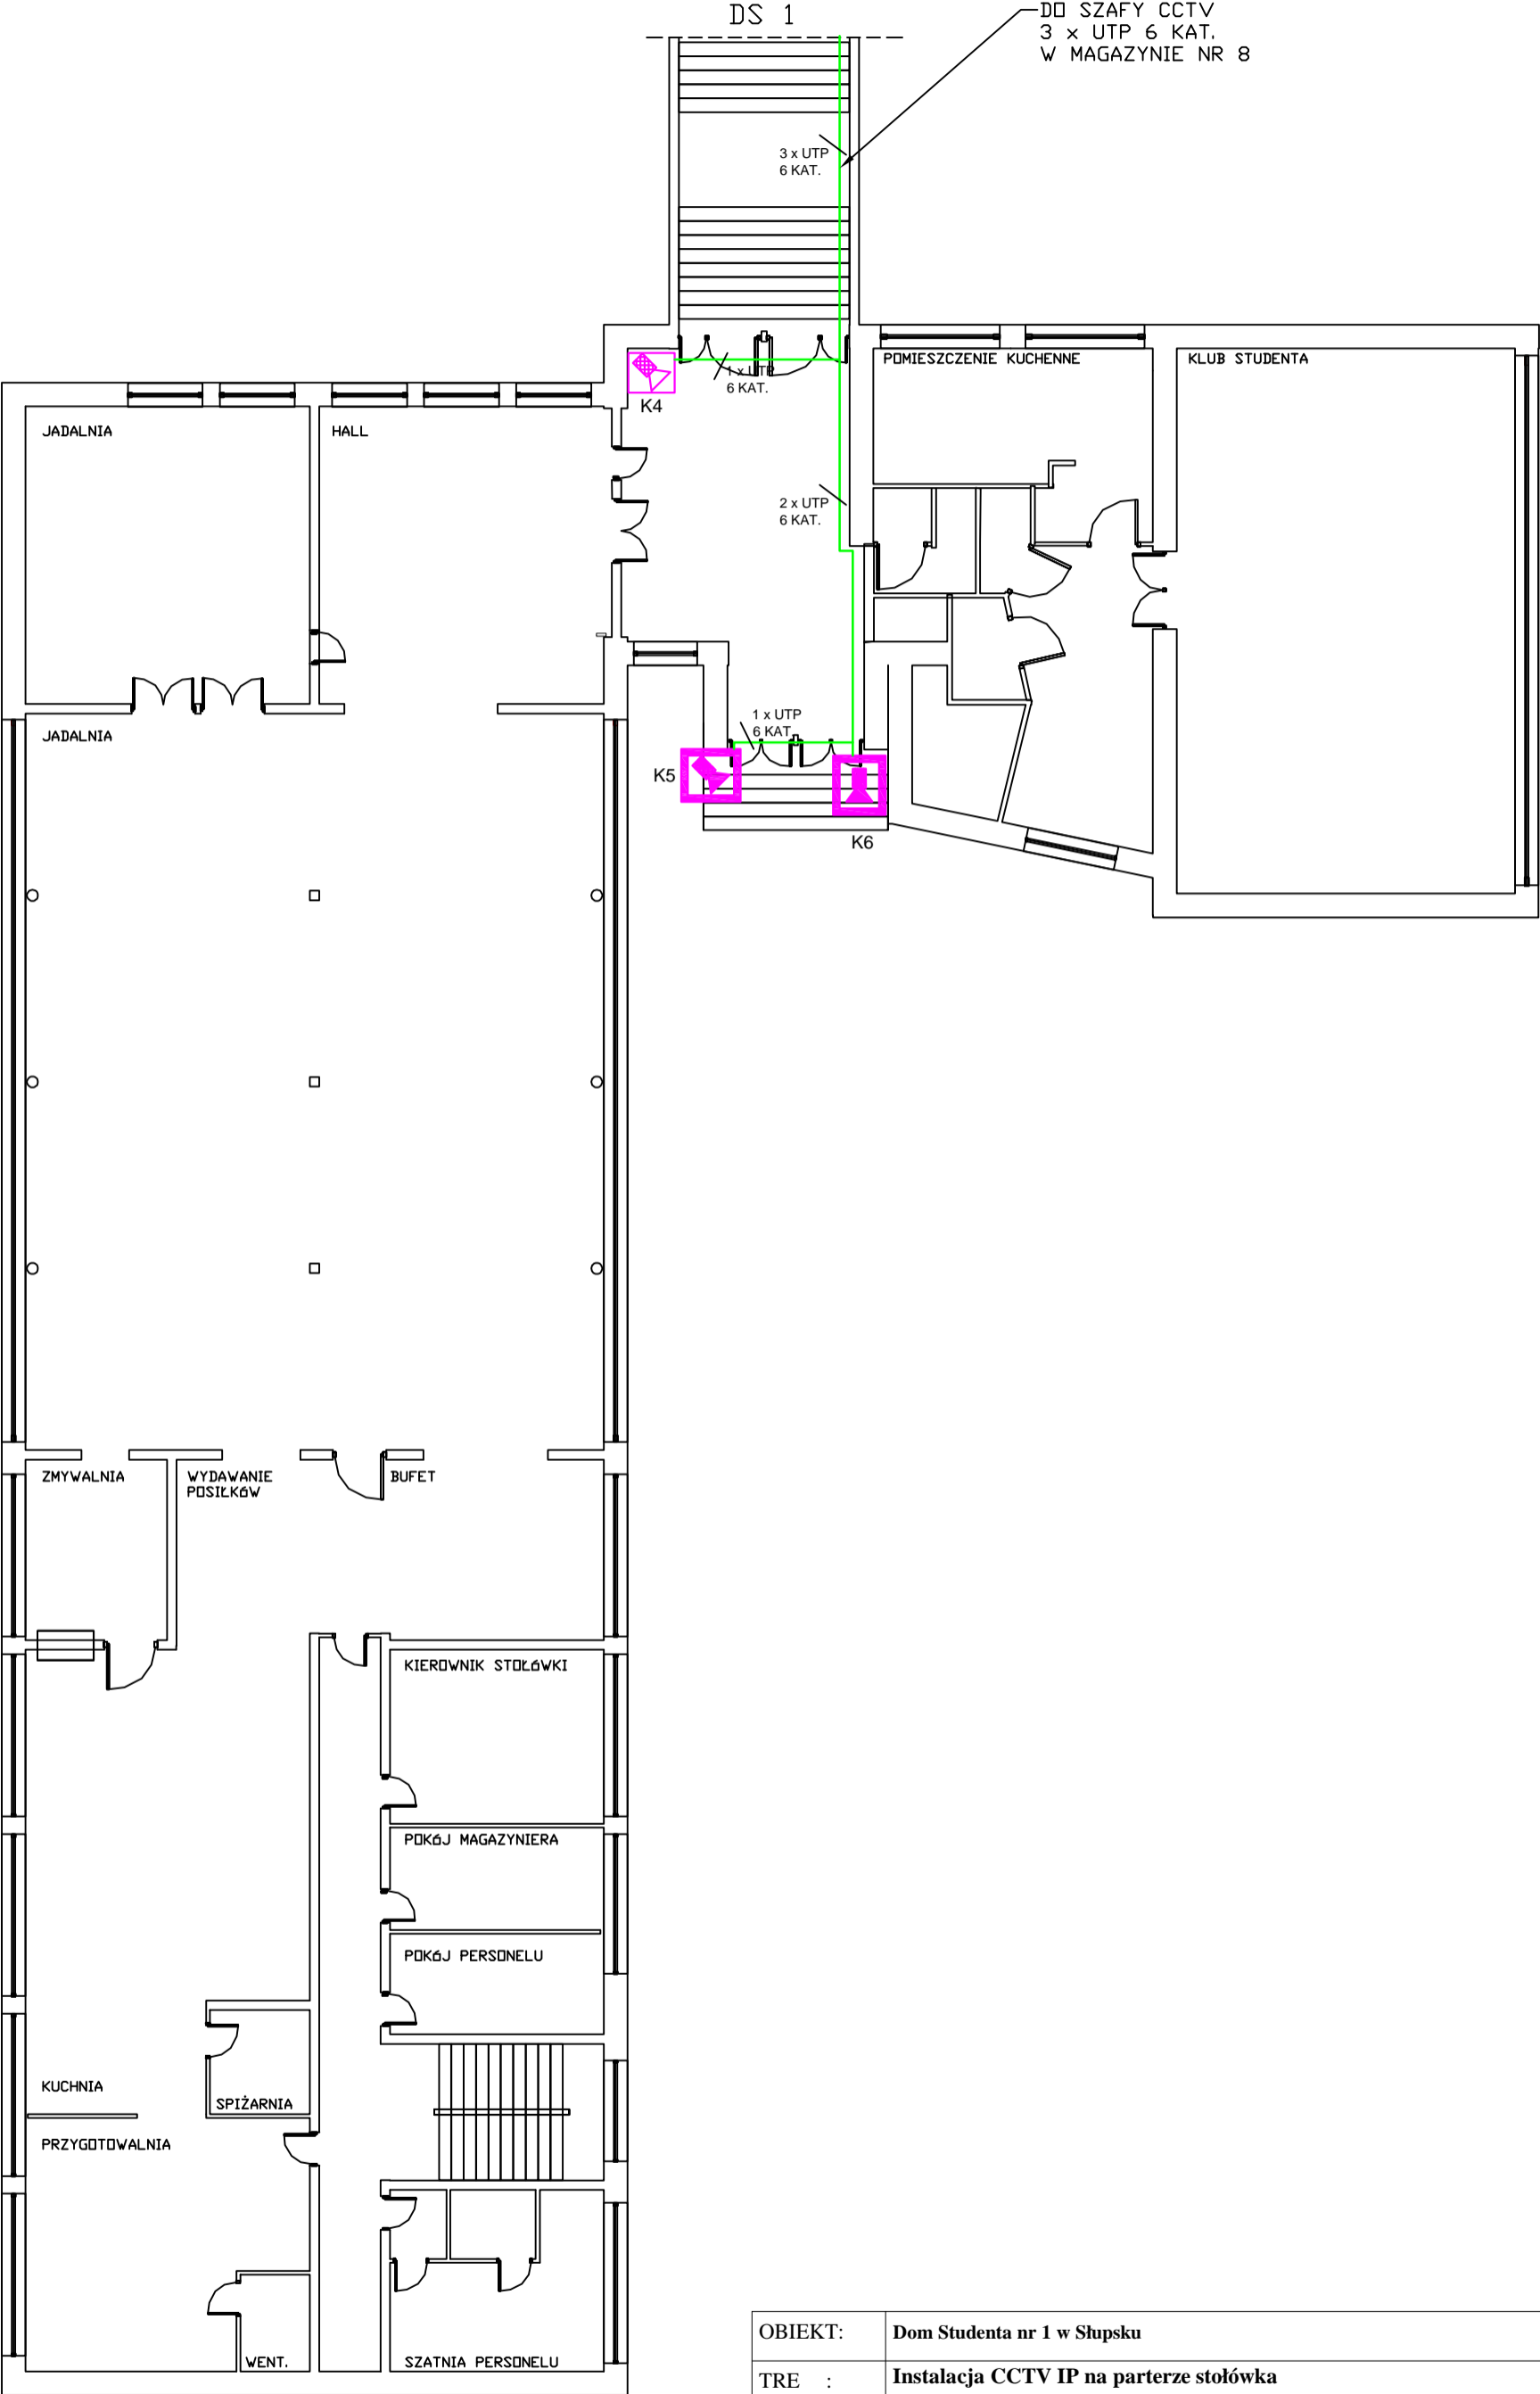 DS 1
DO SZAFY CCTV
3 x UTP 6 KAT.
W MAGAZYNIE NR 8
3 x UTP
6 KAT.
1 x UTP
6 KAT.
K4
POMIESZCZENIE KUCHENNE
KLUB STUDENTA
JADALNIA
HALL
2 x UTP
6 KAT.
1 x UTP
6 KAT.
JADALNIA
K5
K6
ZMYWALNIA
WYDAWANIE
POSIŁKÓW
BUFET
KIEROWNIK STOŁÓWKI
POKÓJ MAGAZYNIERA
POKÓJ PERSONELU
KUCHNIA
SPIŻARNIA
PRZYGOTOWALNIA
WENT.
SZATNIA PERSONELU
OBIEKT: Dom Studenta nr 1 w Słupsku
TRE : Instalacja CCTV IP na parterze stołówka